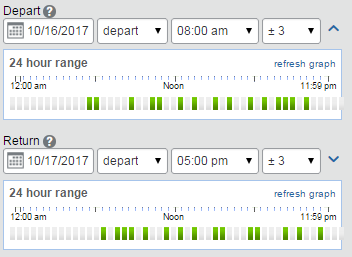 Depart ?
10/16/2017 depart 08:00 am ± 3
24 hour range refresh graph
12:00 am Noon 11:59 pm
Return ?
10/17/2017 depart 05:00 pm ± 3
24 hour range refresh graph
12:00 am Noon 11:59 pm